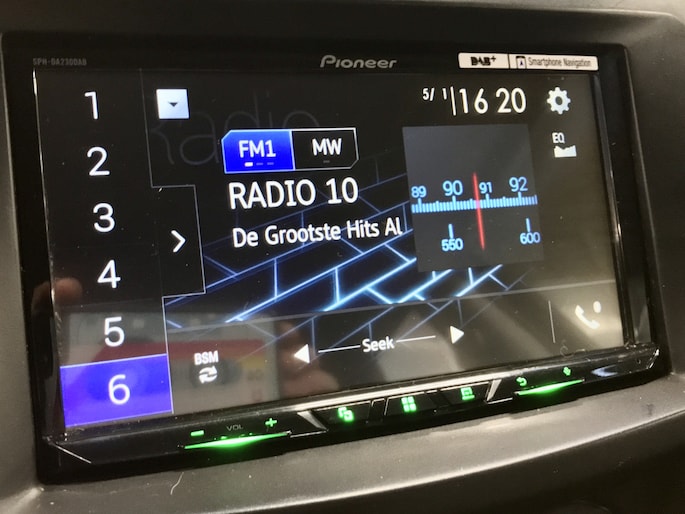 SPH-DA230DAB
Pioneer
DAB+
Smartphone Navigation
1
2
3
4
5
6
Radio
5/ 1 16 20
FM1 MW
EQ
RADIO 10
De Grootste Hits Al
89 90 91 92
550 600
BSM
Seek
VOL